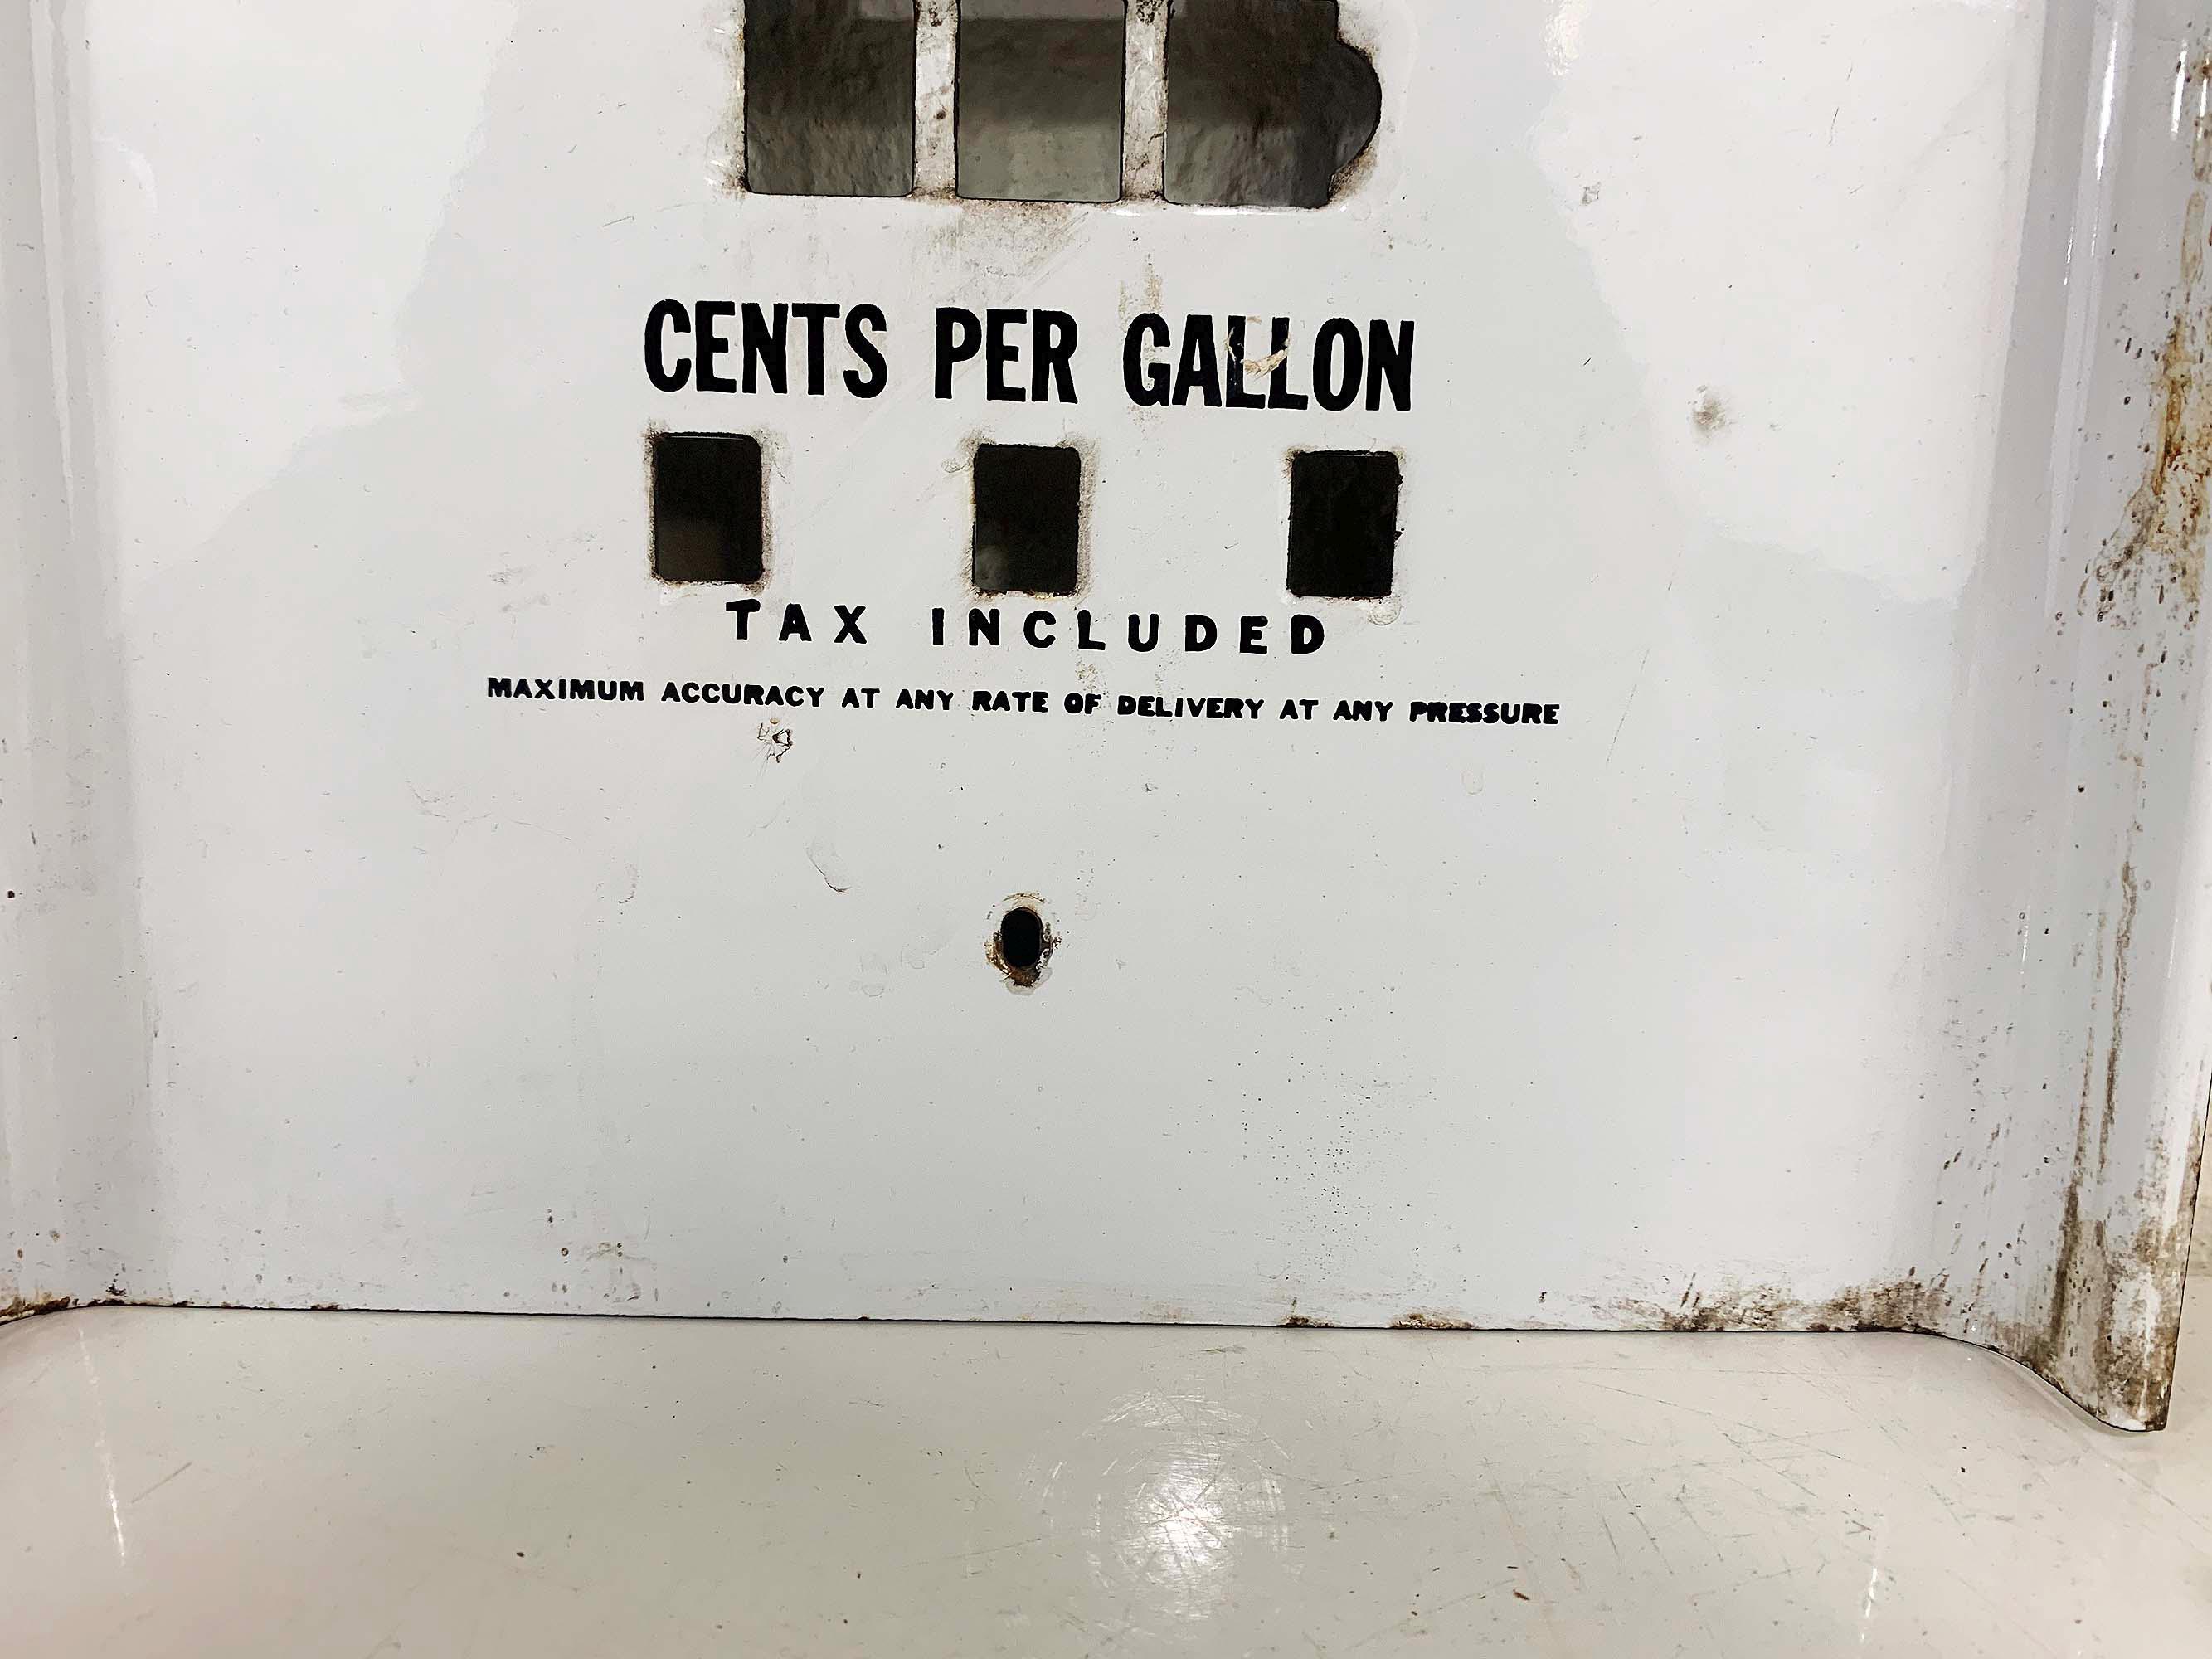 CENTS PER GALLON
TAX INCLUDED
MAXIMUM ACCURACY AT ANY RATE OF DELIVERY AT ANY PRESSURE